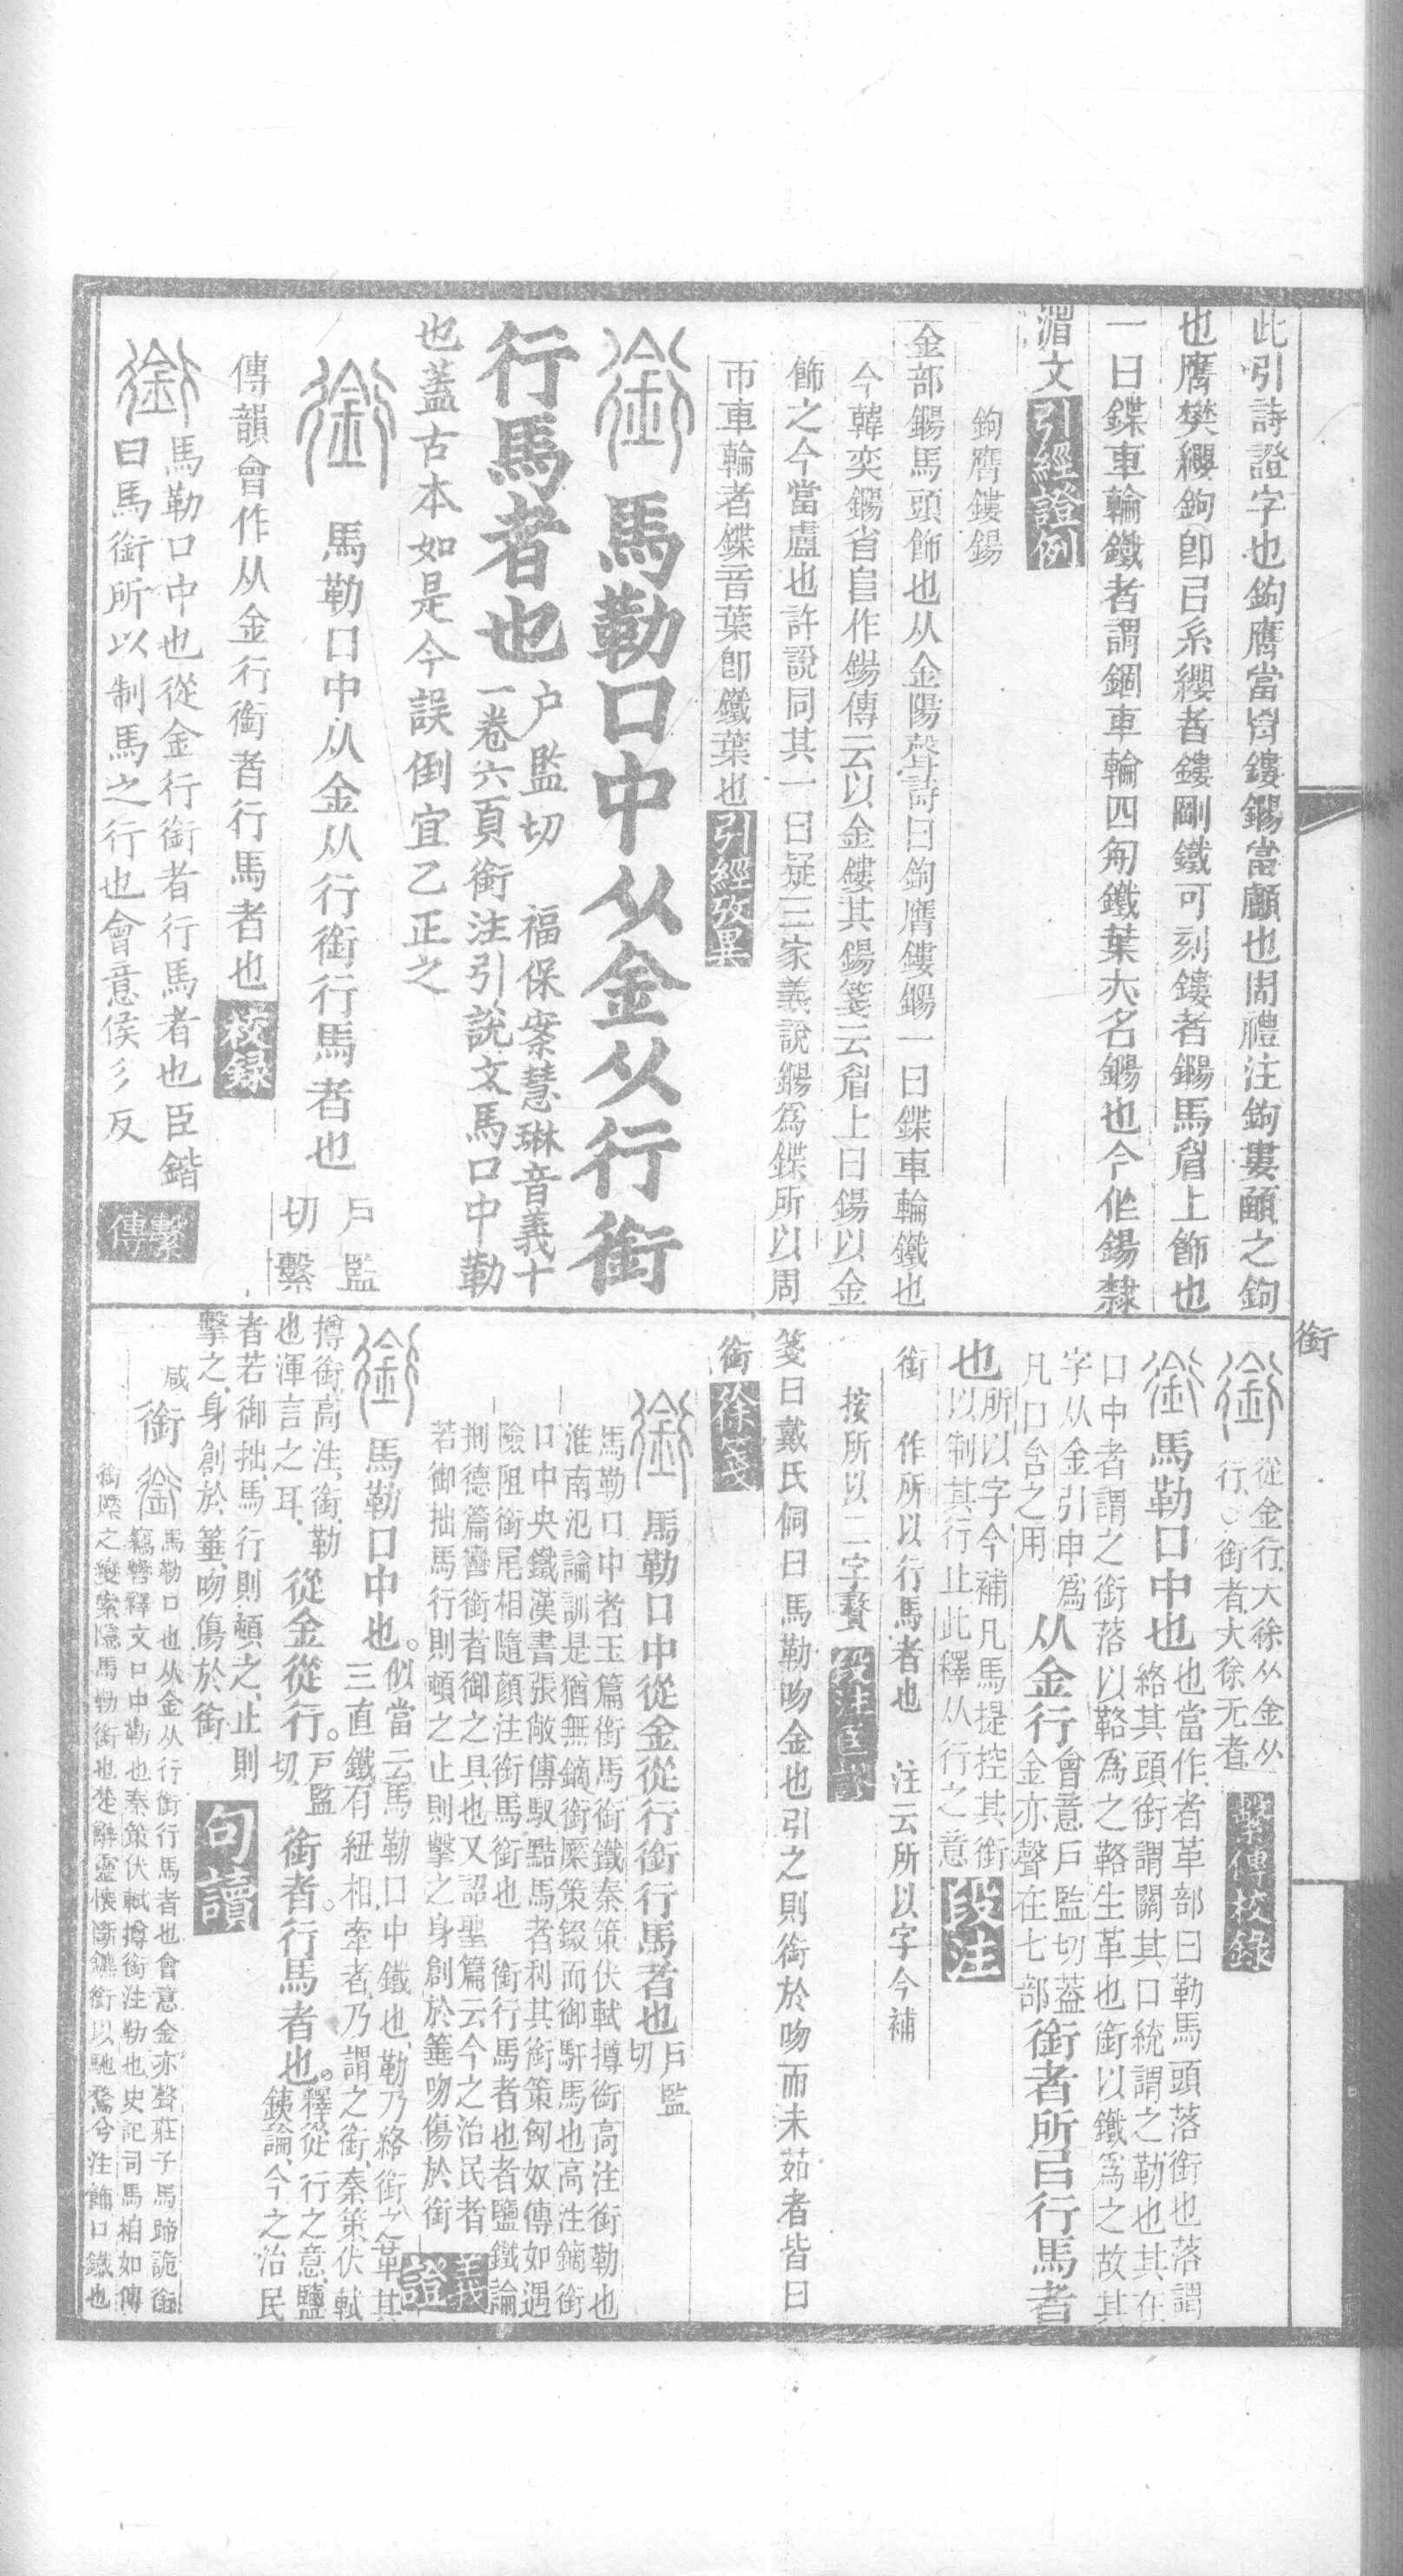 此引詩證字也鉤膺當胷鏤鍚當顱也周禮注鉤婁頷之鉤
也膺樊纓鉤卽㠯系纓者鏤剛鐵可刻鏤者鍚馬眉上飾也
一曰鍱車輪鐵者謂錮車輪四匊鐵葉亦名鍚也今作鍚隸
渻文引經證例
鉤膺鏤鍚
金部鐊馬頭飾也从金陽聲詩曰鉤膺鏤鐊一曰鍱車輪鐵也
今韓奕鐊省𠂤作鍚傳云以金鏤其鍚箋云眉上曰鍚以金
飾之今當盧也許說同其一曰疑三家義說鐊爲鍱所以周
帀車輪者鍱音葉卽鐵葉也引經攷異
銜 馬勒口中从金从行銜
行馬者也 户監切 福保案慧琳音義十
一卷六頁銜注引說文馬口中勒
也蓋古本如是今誤倒宜乙正之
銜 馬勒口中从金从行銜行馬者也 戶監
切繫
傳韻會作从金行銜者行馬者也校録
銜 馬勒口中也從金行銜者行馬者也臣鍇
曰馬銜所以制馬之行也會意侯彡反 繫傳
銜
銜 從金行大徐从金从
行○銜者大徐无者 繫傳校錄
銜 馬勒口中也 也當作者革部曰勒馬頭落銜也落謂
絡其頭銜謂關其口統謂之勒也其在
口中者謂之銜落以鞈爲之鞈生革也銜以鐵爲之故其
字从金引申爲
凡口含之用 从金行 會意戶監切葢
金亦聲在七部 銜者所㠯行馬者
也 所以字今補凡馬提控其銜
以制其行止此釋从行之意 段注
銜 作所以行馬者也 注云所以字今補
按所以二字贅 段注匡謬
箋曰戴氏侗曰馬勒吻金也引之則銜於吻而未茹者皆曰
銜徐箋
銜 馬勒口中從金從行銜行馬者也 戶監
切
馬勒口中者玉篇銜馬銜鐵秦策伏軾撙銜高注銜勒也
淮南氾論訓是猶無鏑銜橜策錣而御馯馬也高注鏑銜
口中央鐵漢書張敞傳馭黠馬者利其銜策匈奴傳如遇
險阻銜尾相隨顏注銜馬銜也 銜行馬者也者鹽鐵論
刑德篇轡銜者御之具也又詔聖篇云今之治民者
若御拙馬行則頓之止則擊之身創於箠吻傷於銜 義證
銜 馬勒口中也。 似當云馬勒口中鐵也、勒乃絡銜之革、其
三直鐵有紐相牽者、乃謂之銜、秦策、伏軾
撙銜、高注、銜、勒
也、渾言之耳、 從金從行。 戶監
切、 銜者行馬者也。 釋從行之意、鹽
鐵論、今之治民
者若御拙馬、行則頓之、止則
擊之、身創於箠、吻傷於銜、 句讀
咸 銜 銜 馬勒口也从金从行銜行馬者也會意金亦聲莊子馬蹄詭銜
竊轡釋文口中勒也秦策伏軾撙銜注勒也史記司馬相如傳
銜橜之變索隱馬勒銜也楚辭靈懷斷鑣銜以馳騖兮注飾口鐵也